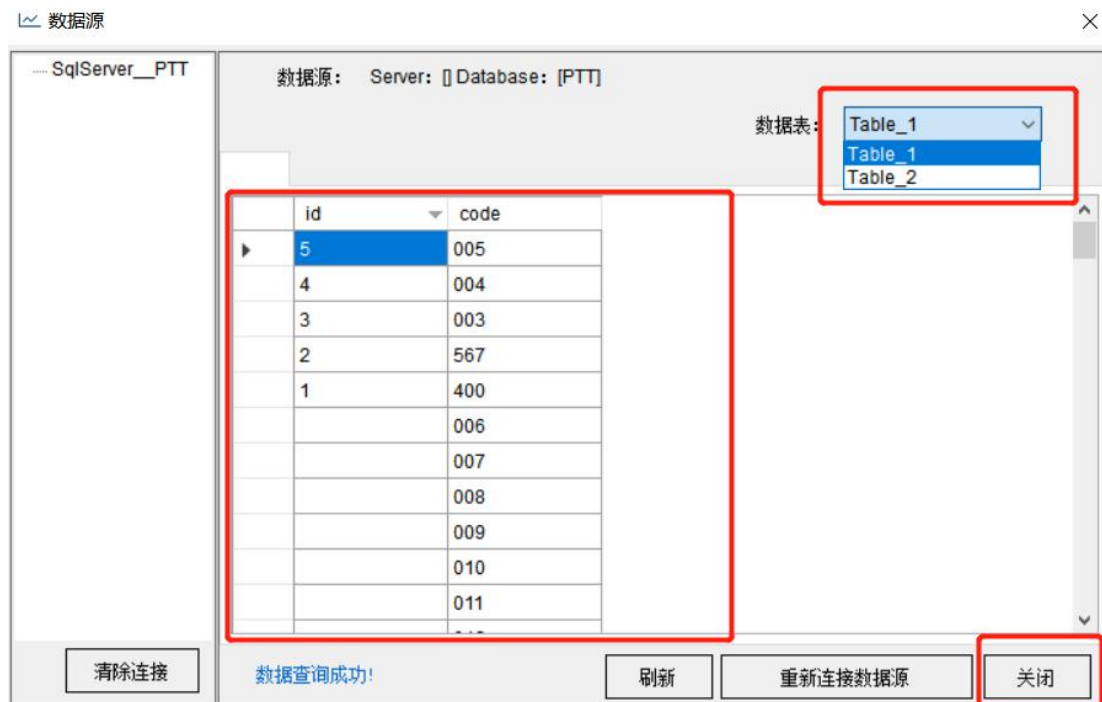 数据源
SqlServer__PTT
数据源： Server：[] Database：[PTT]
数据表： Table_1
Table_1
Table_2
id code
5 005
4 004
3 003
2 567
1 400
006
007
008
009
010
011
清除连接 数据查询成功! 刷新 重新连接数据源 关闭